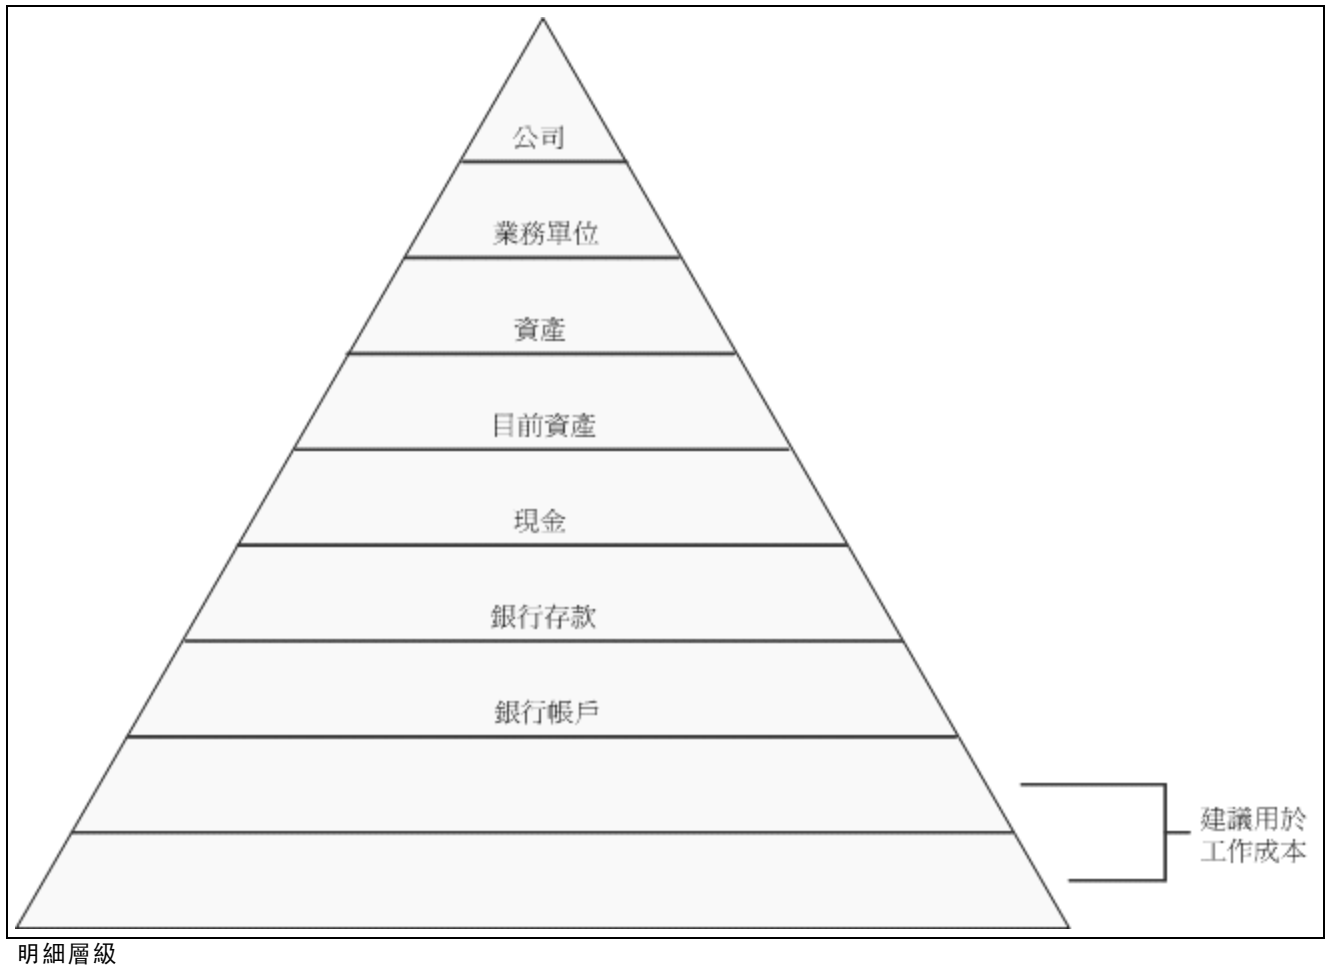 公司
業務單位
資產
目前資產
現金
銀行存款
銀行帳戶
建議用於
工作成本
明細層級